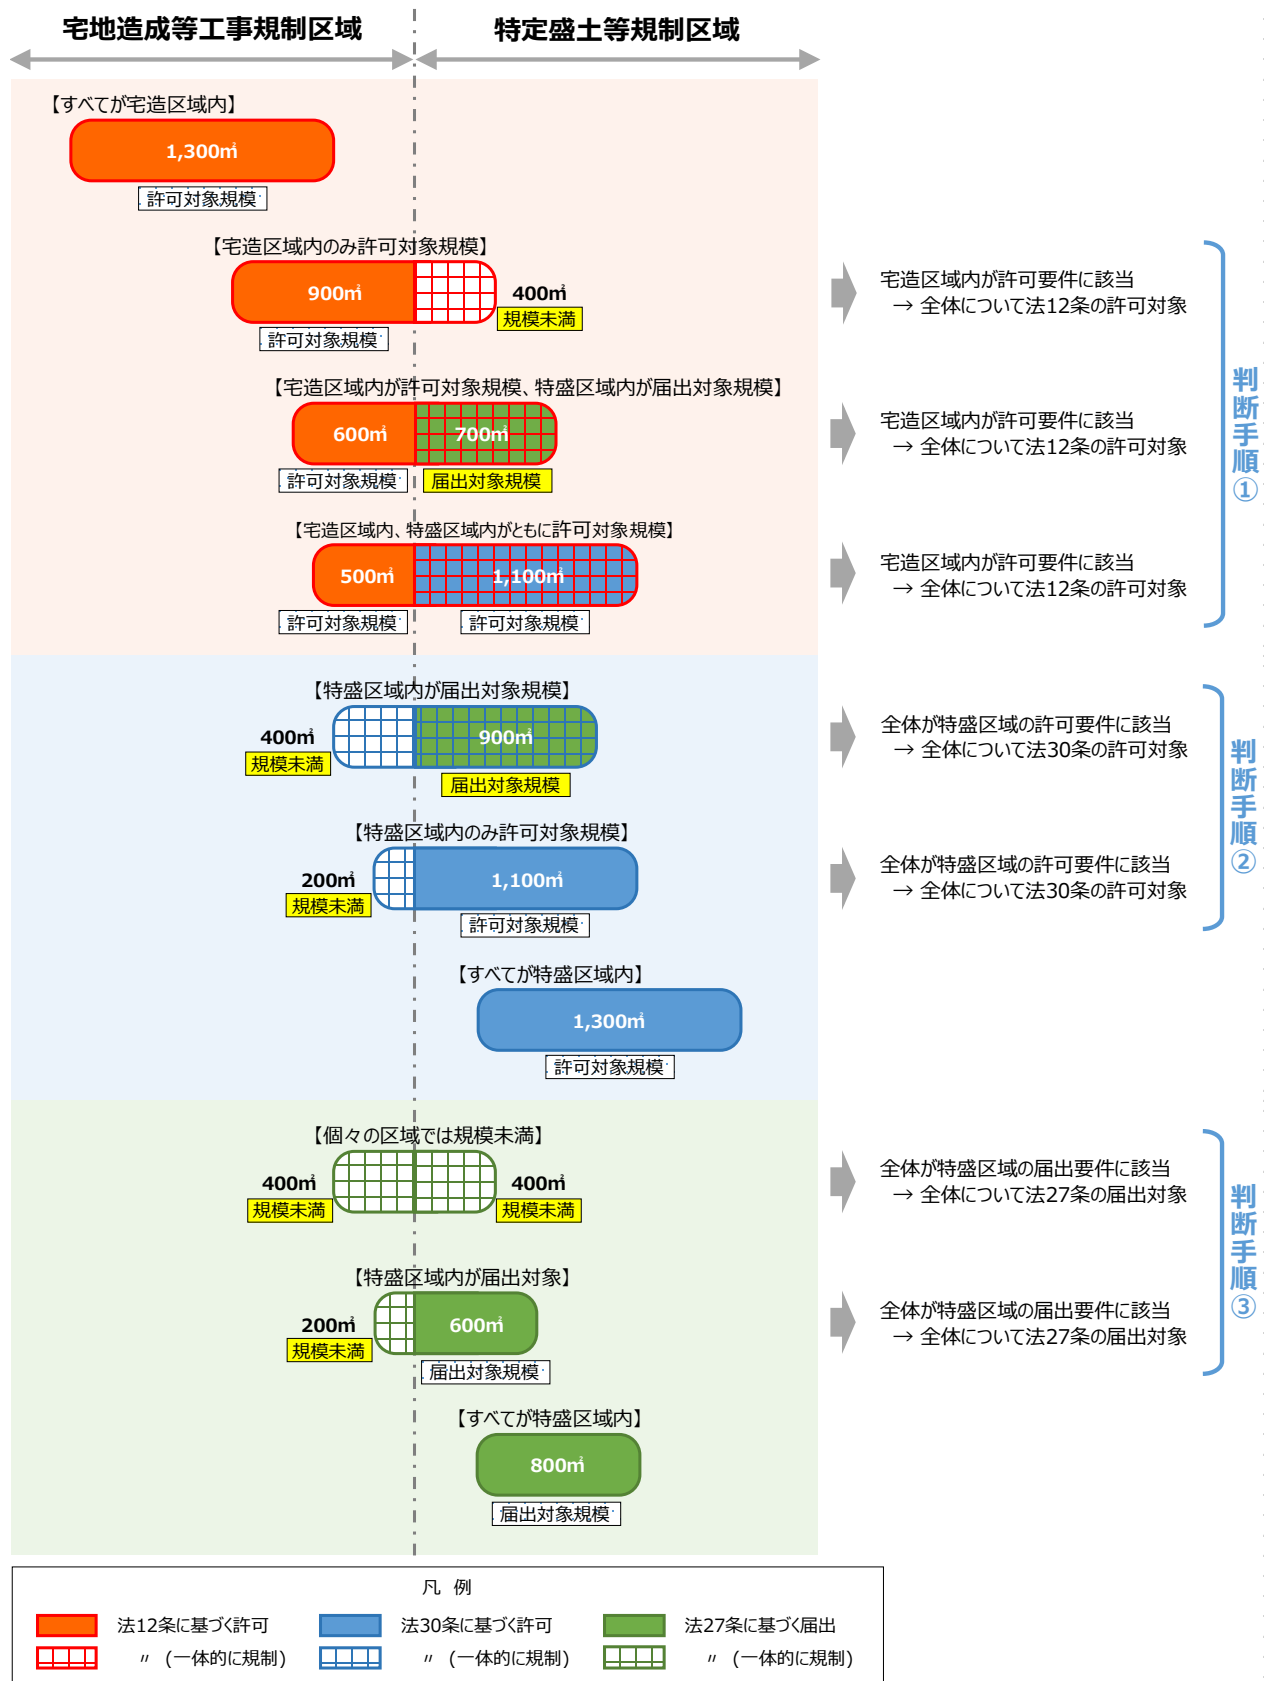 宅地造成等工事規制区域
特定盛土等規制区域
【すべてが宅造区域内】
1,300㎡
許可対象規模
【宅造区域内のみ許可対象規模】
900㎡
400㎡
規模未満
許可対象規模
宅造区域内が許可要件に該当
→ 全体について法12条の許可対象
【宅造区域内が許可対象規模、特盛区域内が届出対象規模】
600㎡
700㎡
許可対象規模
届出対象規模
宅造区域内が許可要件に該当
→ 全体について法12条の許可対象
【宅造区域内、特盛区域内がともに許可対象規模】
500㎡
1,100㎡
許可対象規模
許可対象規模
宅造区域内が許可要件に該当
→ 全体について法12条の許可対象
判断手順①
【特盛区域内が届出対象規模】
400㎡
規模未満
900㎡
届出対象規模
全体が特盛区域の許可要件に該当
→ 全体について法30条の許可対象
【特盛区域内のみ許可対象規模】
200㎡
規模未満
1,100㎡
許可対象規模
全体が特盛区域の許可要件に該当
→ 全体について法30条の許可対象
判断手順②
【すべてが特盛区域内】
1,300㎡
許可対象規模
【個々の区域では規模未満】
400㎡
規模未満
400㎡
規模未満
全体が特盛区域の届出要件に該当
→ 全体について法27条の届出対象
【特盛区域内が届出対象】
200㎡
規模未満
600㎡
届出対象規模
全体が特盛区域の届出要件に該当
→ 全体について法27条の届出対象
判断手順③
【すべてが特盛区域内】
800㎡
届出対象規模
凡 例
法12条に基づく許可
法30条に基づく許可
法27条に基づく届出
〃 (一体的に規制)
〃 (一体的に規制)
〃 (一体的に規制)